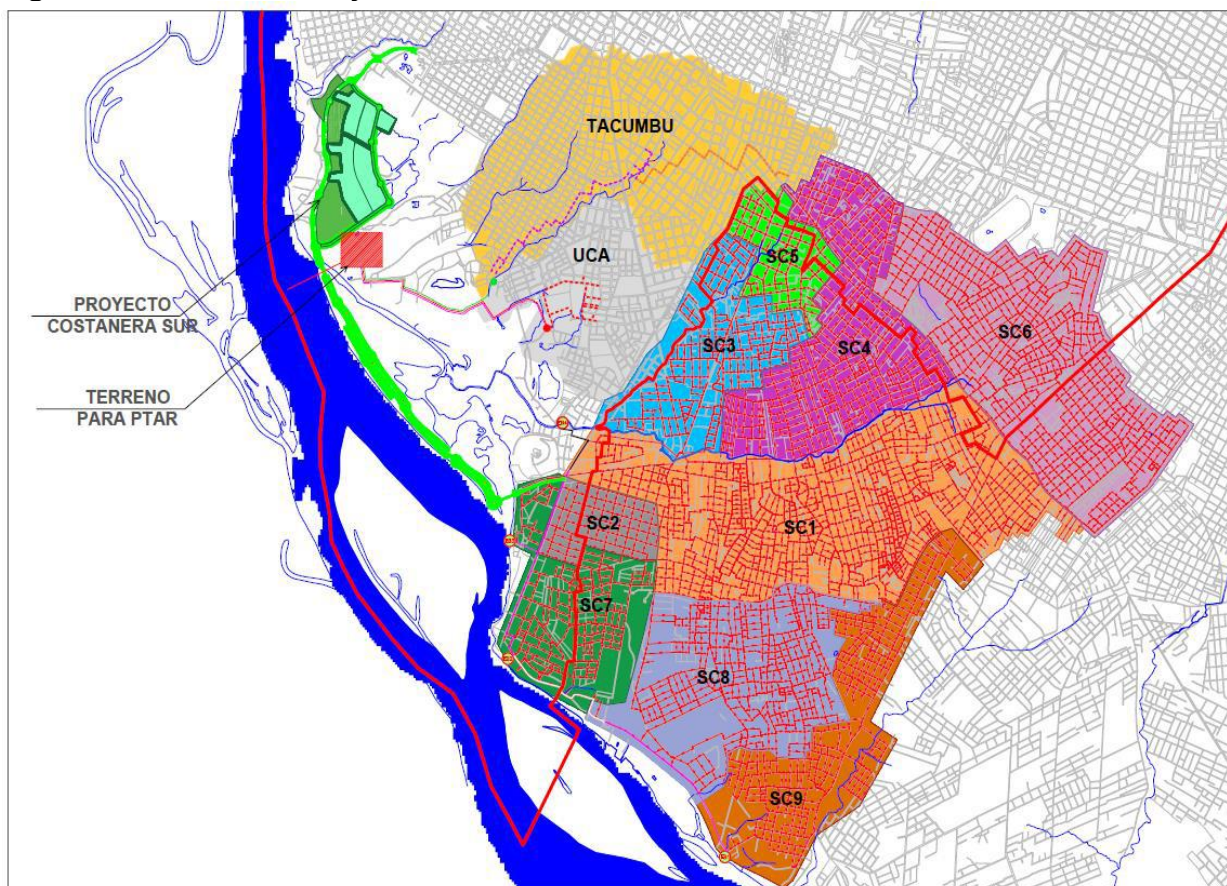 TACUMBU
UCA
SC5
SC3
SC4
SC6
PROYECTO
COSTANERA SUR
TERRENO
PARA PTAR
SC2
SC1
SC7
SC8
SC9